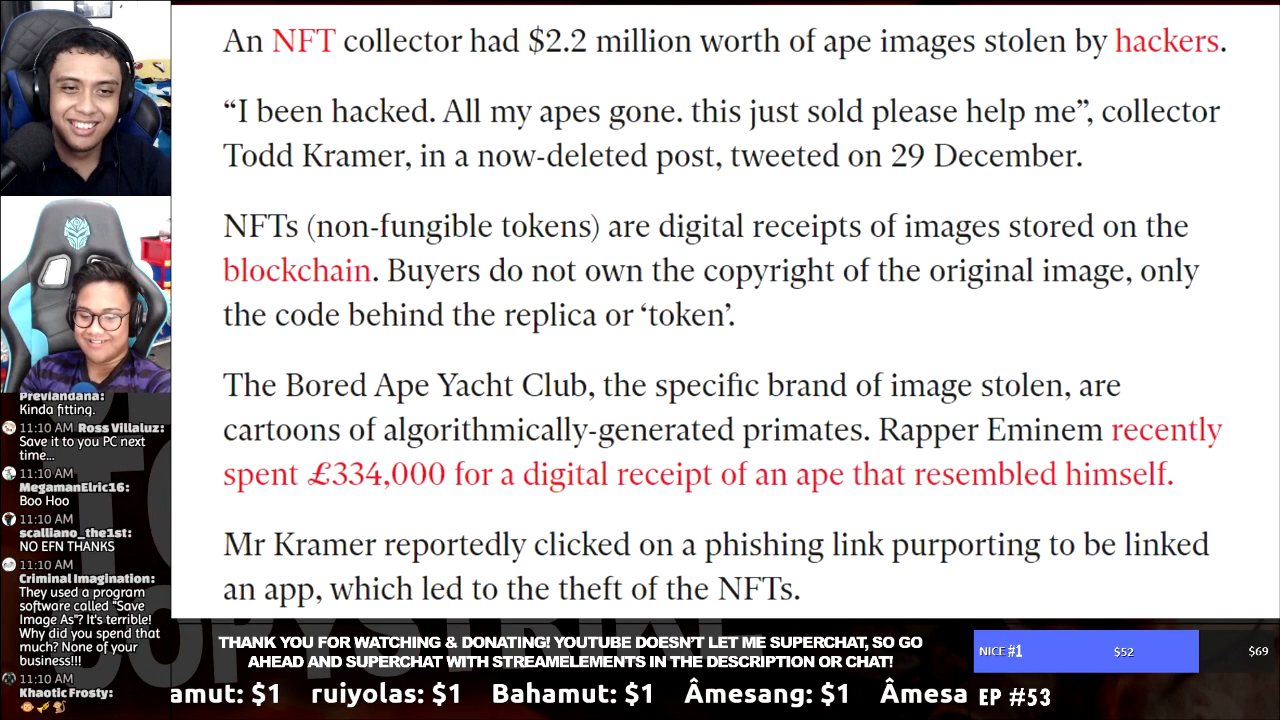 An NFT collector had $2.2 million worth of ape images stolen by hackers.
“I been hacked. All my apes gone. this just sold please help me”, collector
Todd Kramer, in a now-deleted post, tweeted on 29 December.
NFTs (non-fungible tokens) are digital receipts of images stored on the
blockchain. Buyers do not own the copyright of the original image, only
the code behind the replica or ‘token’.
The Bored Ape Yacht Club, the specific brand of image stolen, are
cartoons of algorithmically-generated primates. Rapper Eminem recently
spent £334,000 for a digital receipt of an ape that resembled himself.
Mr Kramer reportedly clicked on a phishing link purporting to be linked
an app, which led to the theft of the NFTs.
Previandana:
Kinda fitting.
11:10 AM Ross Villaluz:
Save it to you PC next
time...
11:10 AM
MegamanElric16:
Boo Hoo
11:10 AM
scalliano_the1st:
NO EFN THANKS
11:10 AM
Criminal Imagination:
They used a program
software called "Save
Image As"? It's terrible!
Why did you spend that
much? None of your
business!!!
11:10 AM
Khaotic Frosty:
COPYSTRIKE
THANK YOU FOR WATCHING & DONATING! YOUTUBE DOESN'T LET ME SUPERCHAT, SO GO
AHEAD AND SUPERCHAT WITH STREAMELEMENTS IN THE DESCRIPTION OR CHAT!
NICE #1 $52 $69
amut: $1 ruiyolas: $1 Bahamut: $1 Âmesang: $1 Âmesa
EP #53